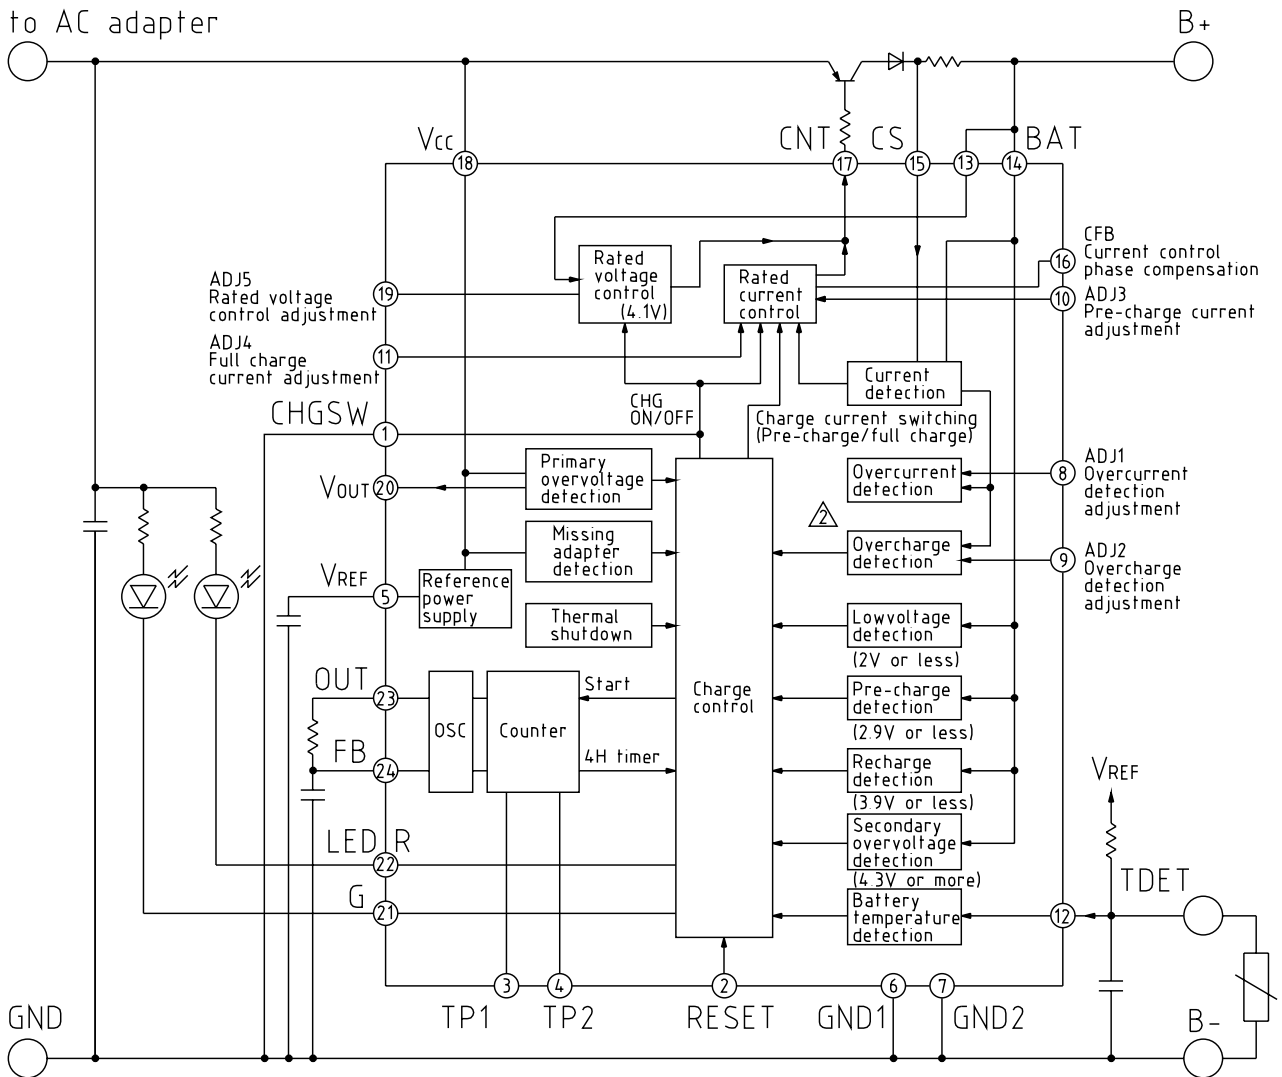 to AC adapter
B+
VCC
CNT
CS
BAT
18
17
15
13
14
CFB
Current control
phase compensation
16
Rated
voltage
control
(4.1V)
Rated
current
control
ADJ5
Rated voltage
control adjustment
19
10
ADJ3
Pre-charge current
adjustment
ADJ4
Full charge
current adjustment
11
Current
detection
CHG
ON/OFF
Charge current switching
(Pre-charge/full charge)
CHGSW
1
Primary
overvoltage
detection
Overcurrent
detection
8
ADJ1
Overcurrent
detection
adjustment
VOUT
20
2
Missing
adapter
detection
Overcharge
detection
9
ADJ2
Overcharge
detection
adjustment
VREF
5
Reference
power
supply
Thermal
shutdown
Lowvoltage
detection
(2V or less)
OUT
23
OSC
Counter
Start
4H timer
Charge
control
Pre-charge
detection
(2.9V or less)
FB
24
Recharge
detection
(3.9V or less)
VREF
LED R
22
Secondary
overvoltage
detection
(4.3V or more)
G
21
Battery
temperature
detection
12
TDET
3
4
2
6
7
TP1
TP2
RESET
GND1
GND2
GND
B-